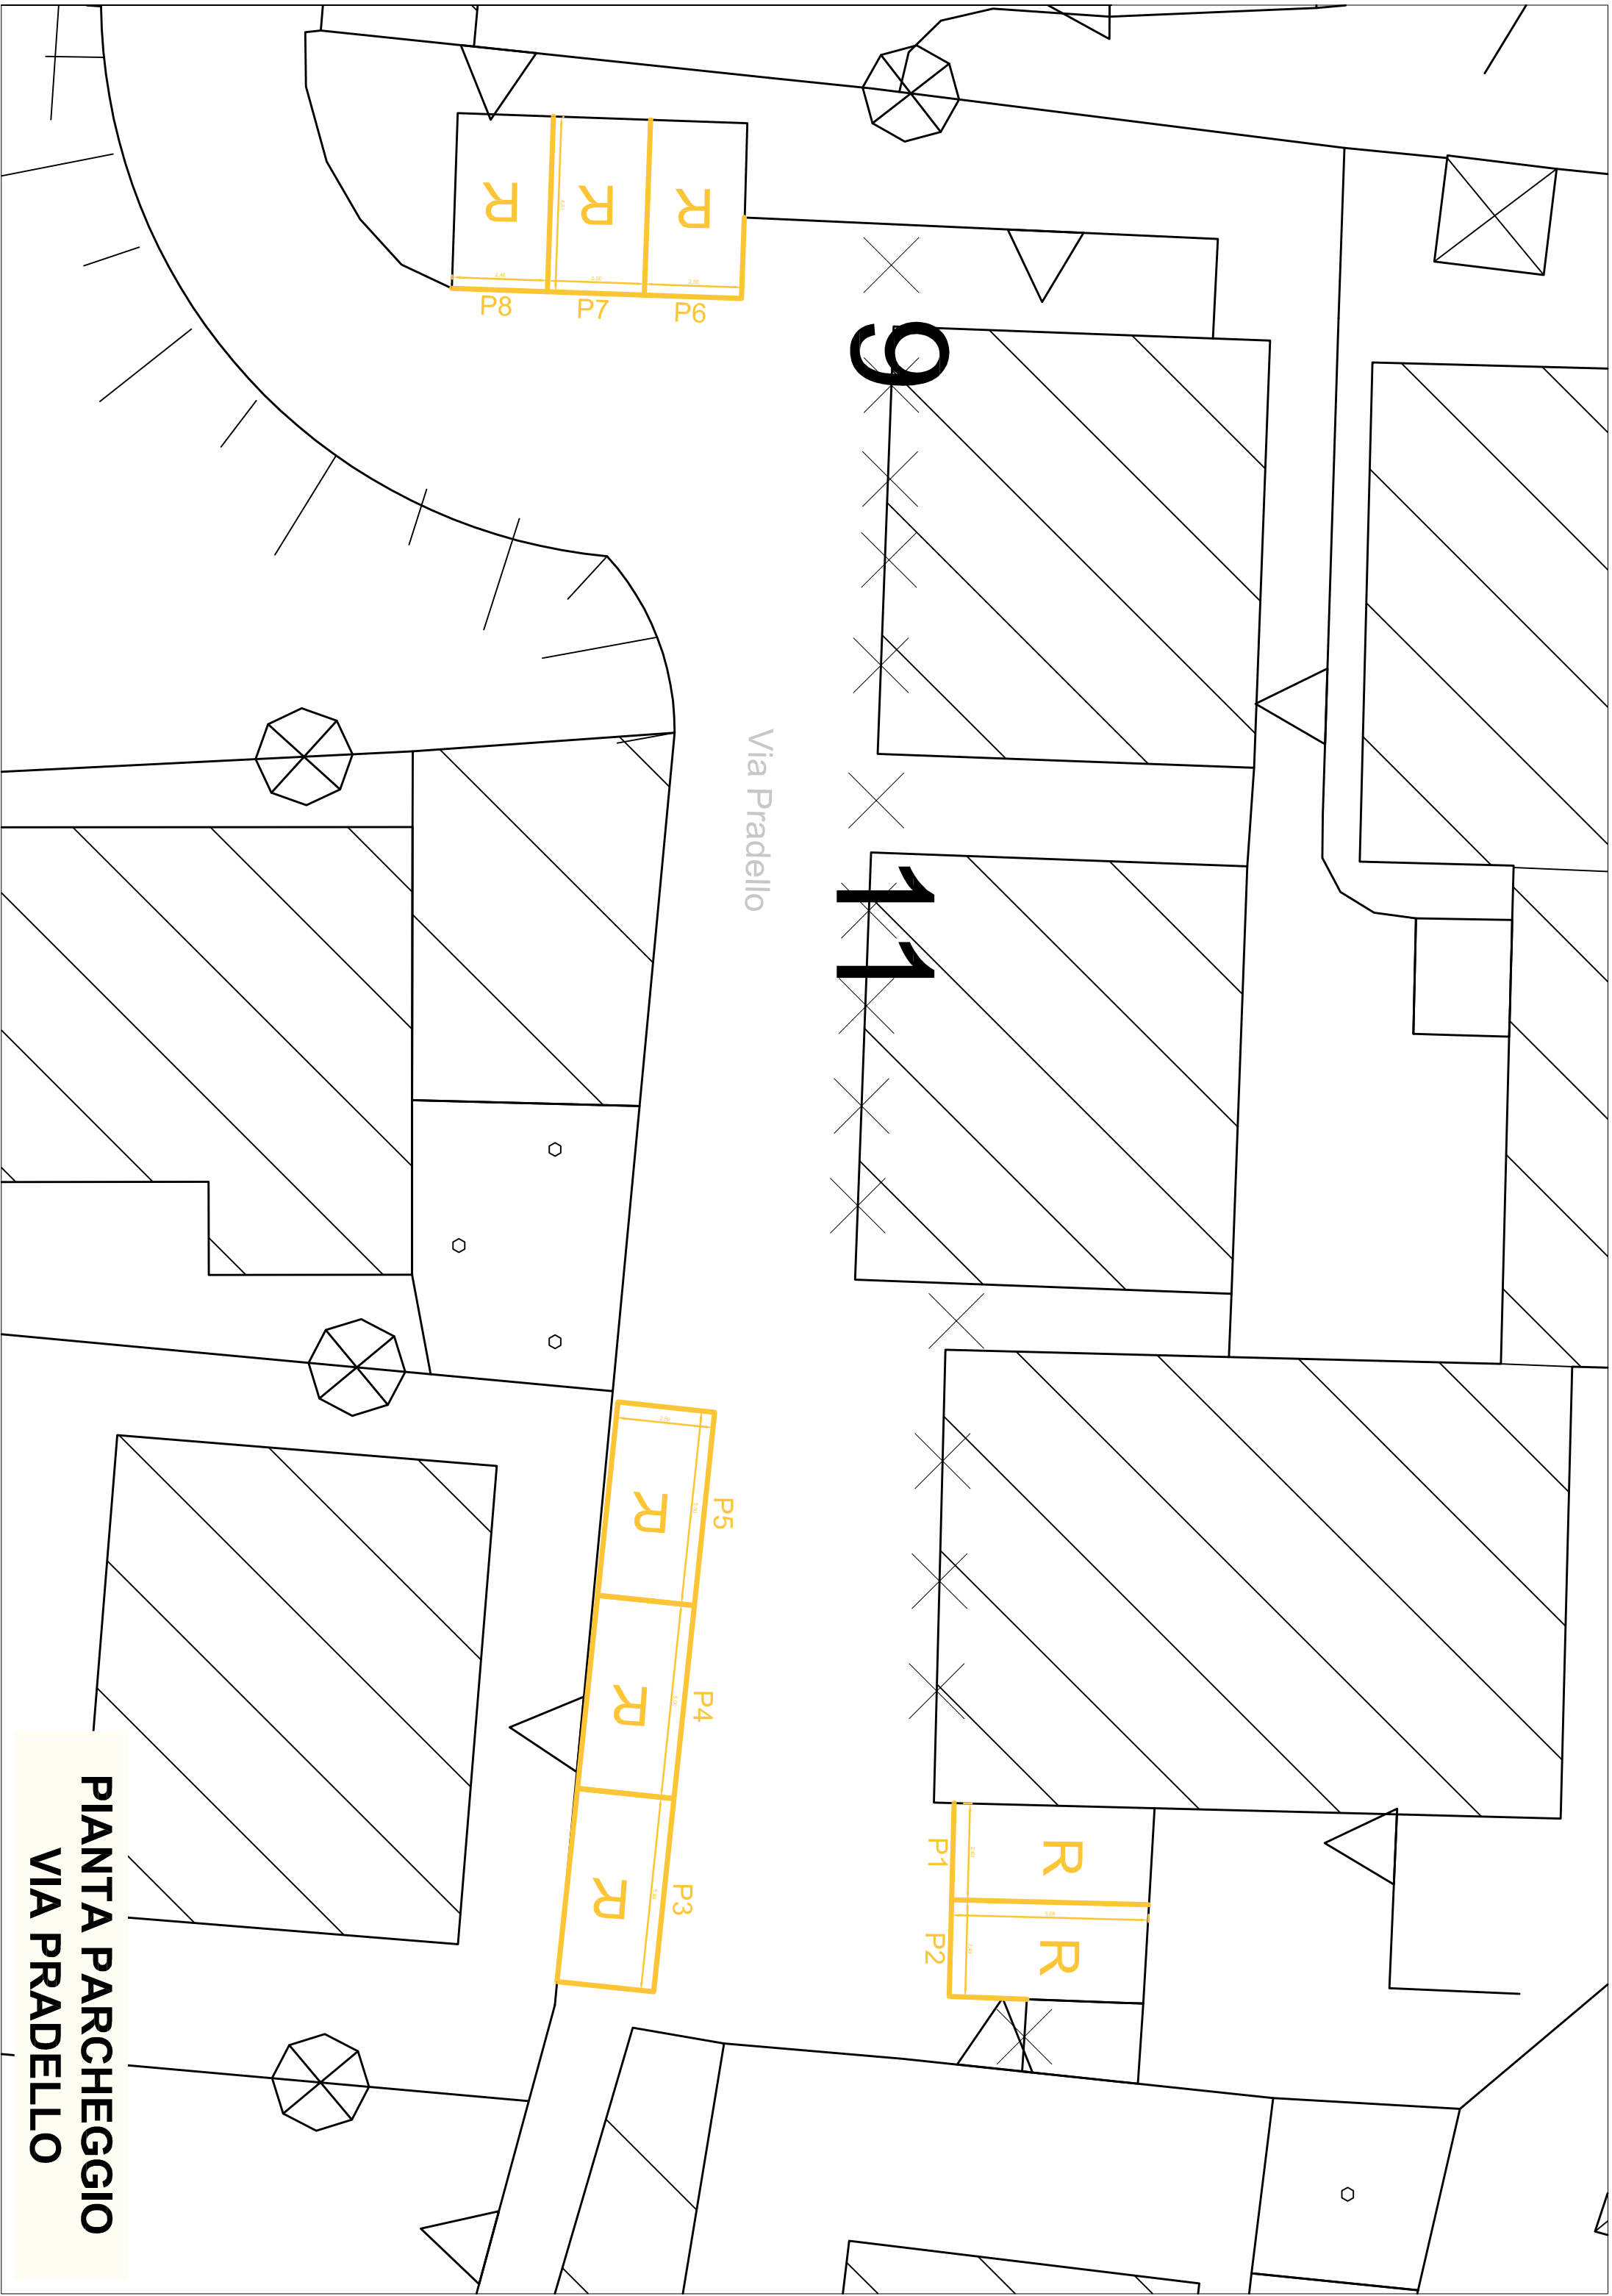 PIANTA PARCHEGGIO
VIA PRADELLO
Via Pradello
9
11
P8
P7
P6
R
R
R
P5
R
P4
R
P3
R
P1
R
P2
R